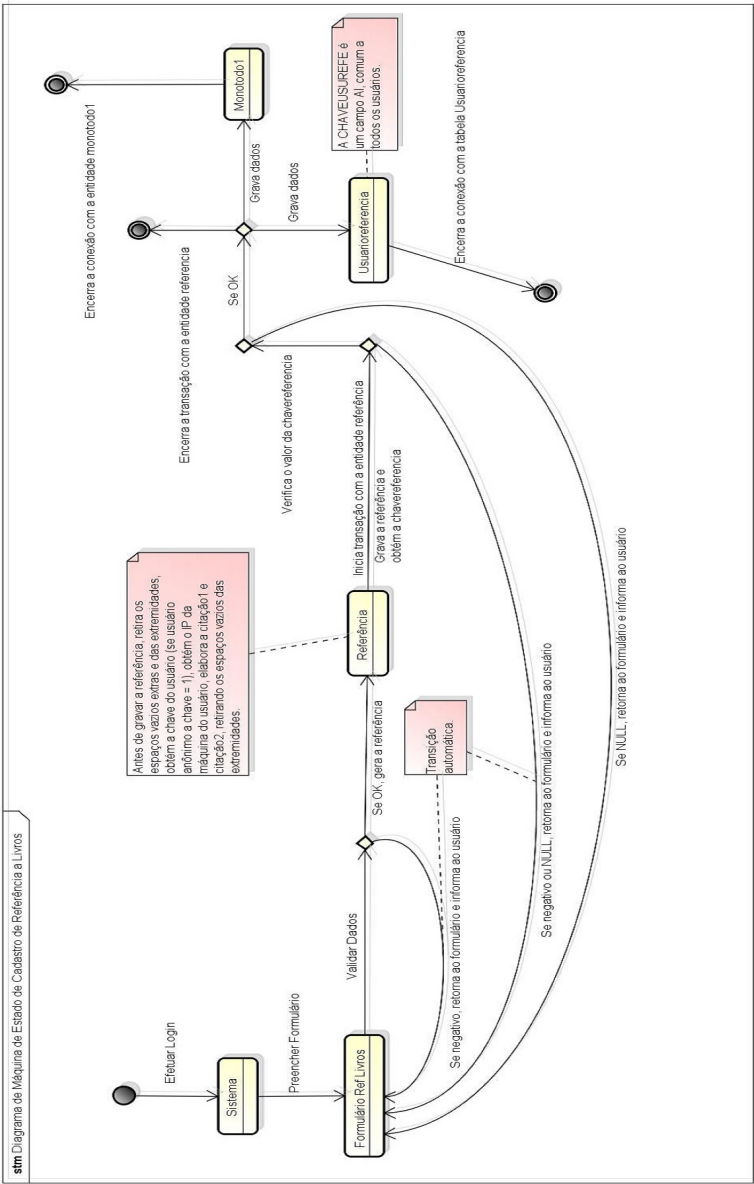 stm Diagrama de Máquina de Estado de Cadastro de Referência a Livros
Efetuar Login
Sistema
Preencher Formulário
Formulário Ref Livros
Validar Dados
Se negativo, retorna ao formulário e informa ao usuário
Se OK, gera a referência
Transição
automática.
Antes de gravar a referência, retira os
espaços vazios extras e das extremidades,
obtém a chave do usuário (se usuário
anônimo a chave = 1), obtém o IP da
máquina do usuário, elabora a citação1 e
citação2, retirando os espaços vazios das
extremidades.
Referência
Inicia transação com a entidade referência
Grava a referência e
obtém a chavereferencia
Se negativo ou NULL, retorna ao formulário e informa ao usuário
Se NULL, retorna ao formulário e informa ao usuário
Verifica o valor da chavereferencia
Se OK
Encerra a transação com a entidade referencia
Grava dados
Monotodo1
Encerra a conexão com a entidade monotodo1
Grava dados
Usuarioreferencia
A CHAVEUSUREFE é
um campo AI, comum a
todos os usuários.
Encerra a conexão com a tabela Usuarioreferencia